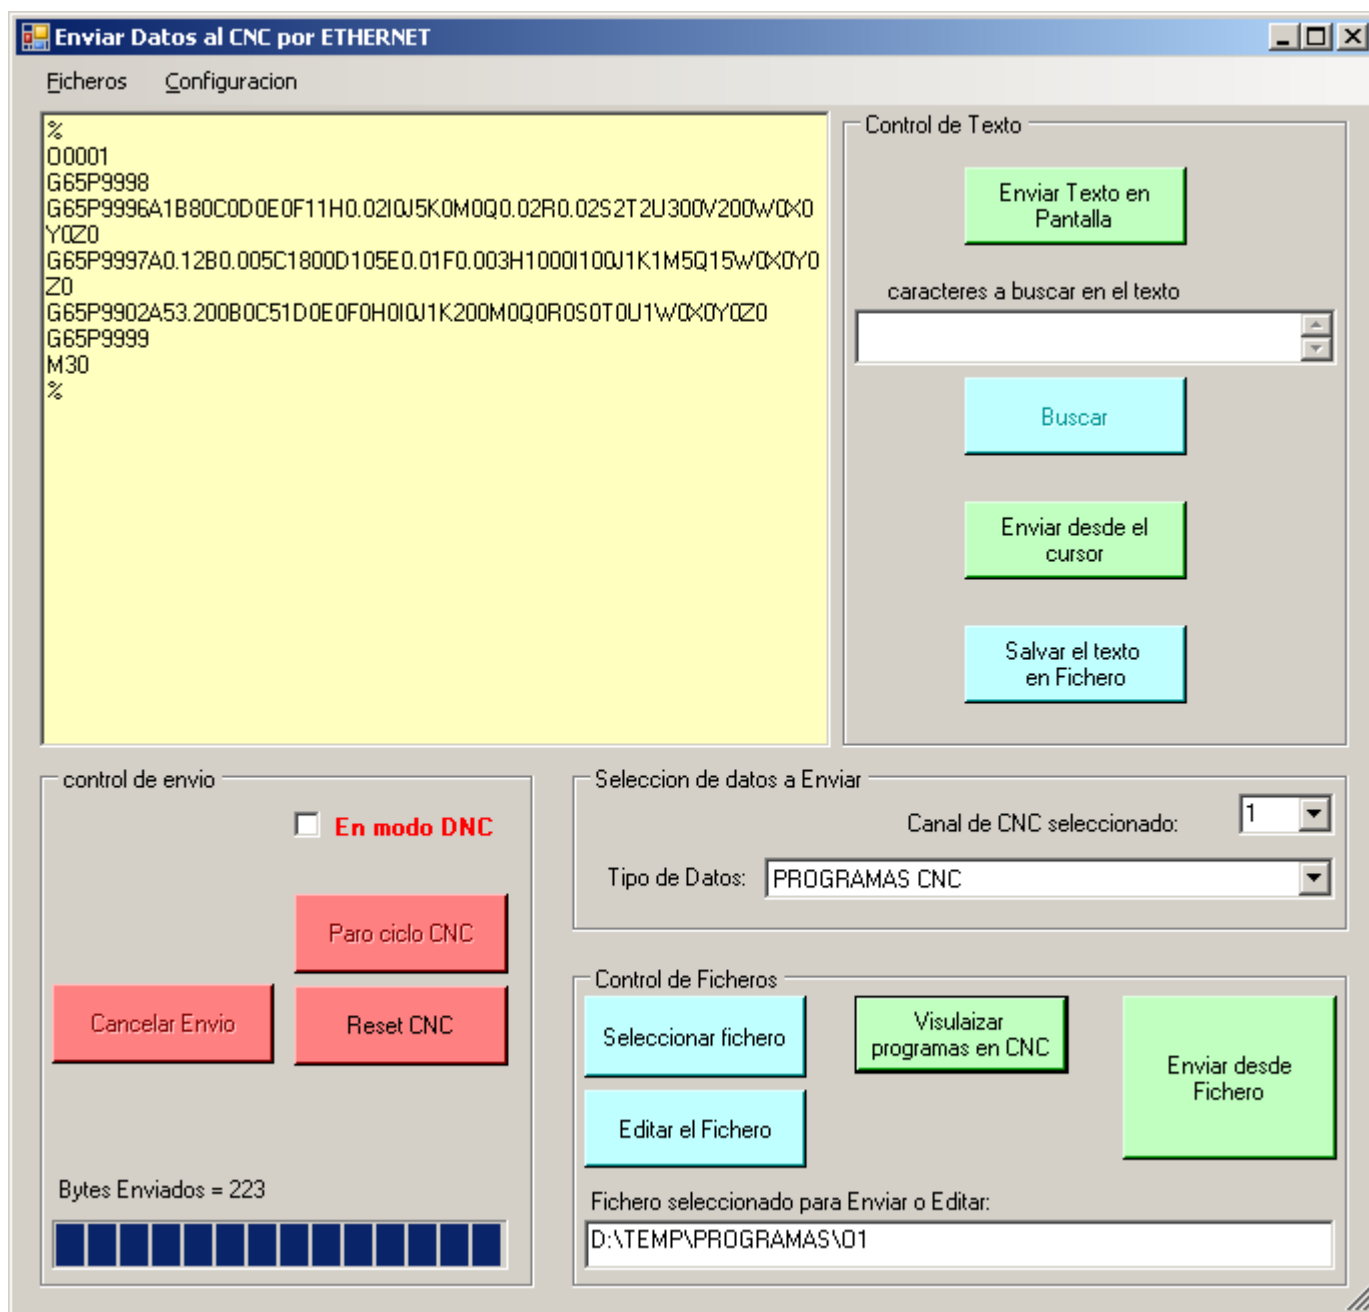 Enviar Datos al CNC por ETHERNET
Ficheros Configuracion
%
O0001
G65P9998
G65P9996A1B80C0D0E0F11H0.02I0J5K0M0Q0.02R0.02S2T2U300V200W0X0
Y0Z0
G65P9997A0.12B0.005C1800D105E0.01F0.003H1000I100J1K1M5Q15W0X0Y0
Z0
G65P9902A53.200B0C51D0E0F0H0I0J1K200M0Q0R0S0T0U1W0X0Y0Z0
G65P9999
M30
%
Control de Texto
Enviar Texto en
Pantalla
caracteres a buscar en el texto
Buscar
Enviar desde el
cursor
Salvar el texto
en Fichero
control de envio
En modo DNC
Paro ciclo CNC
Cancelar Envio
Reset CNC
Bytes Enviados = 223
Seleccion de datos a Enviar
Canal de CNC seleccionado: 1
Tipo de Datos: PROGRAMAS CNC
Control de Ficheros
Seleccionar fichero
Visulaizar
programas en CNC
Enviar desde
Fichero
Editar el Fichero
Fichero seleccionado para Enviar o Editar:
D:\TEMP\PROGRAMAS\O1